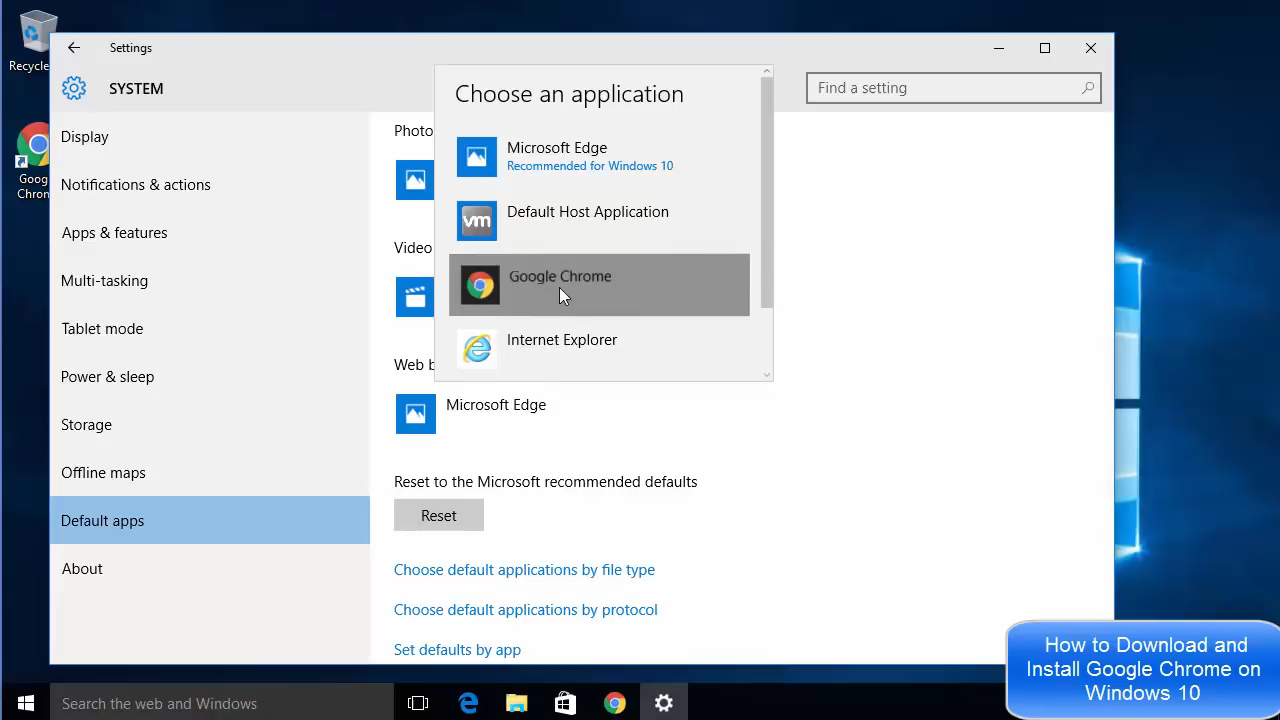 Recycle
Goog
Chrom
Settings
SYSTEM
Find a setting
Display
Notifications & actions
Apps & features
Multi-tasking
Tablet mode
Power & sleep
Storage
Offline maps
Default apps
About
Photo
Video
Web b
Choose an application
Microsoft Edge
Recommended for Windows 10
vm
Default Host Application
Google Chrome
Internet Explorer
Microsoft Edge
Reset to the Microsoft recommended defaults
Reset
Choose default applications by file type
Choose default applications by protocol
Set defaults by app
Search the web and Windows
How to Download and
Install Google Chrome on
Windows 10